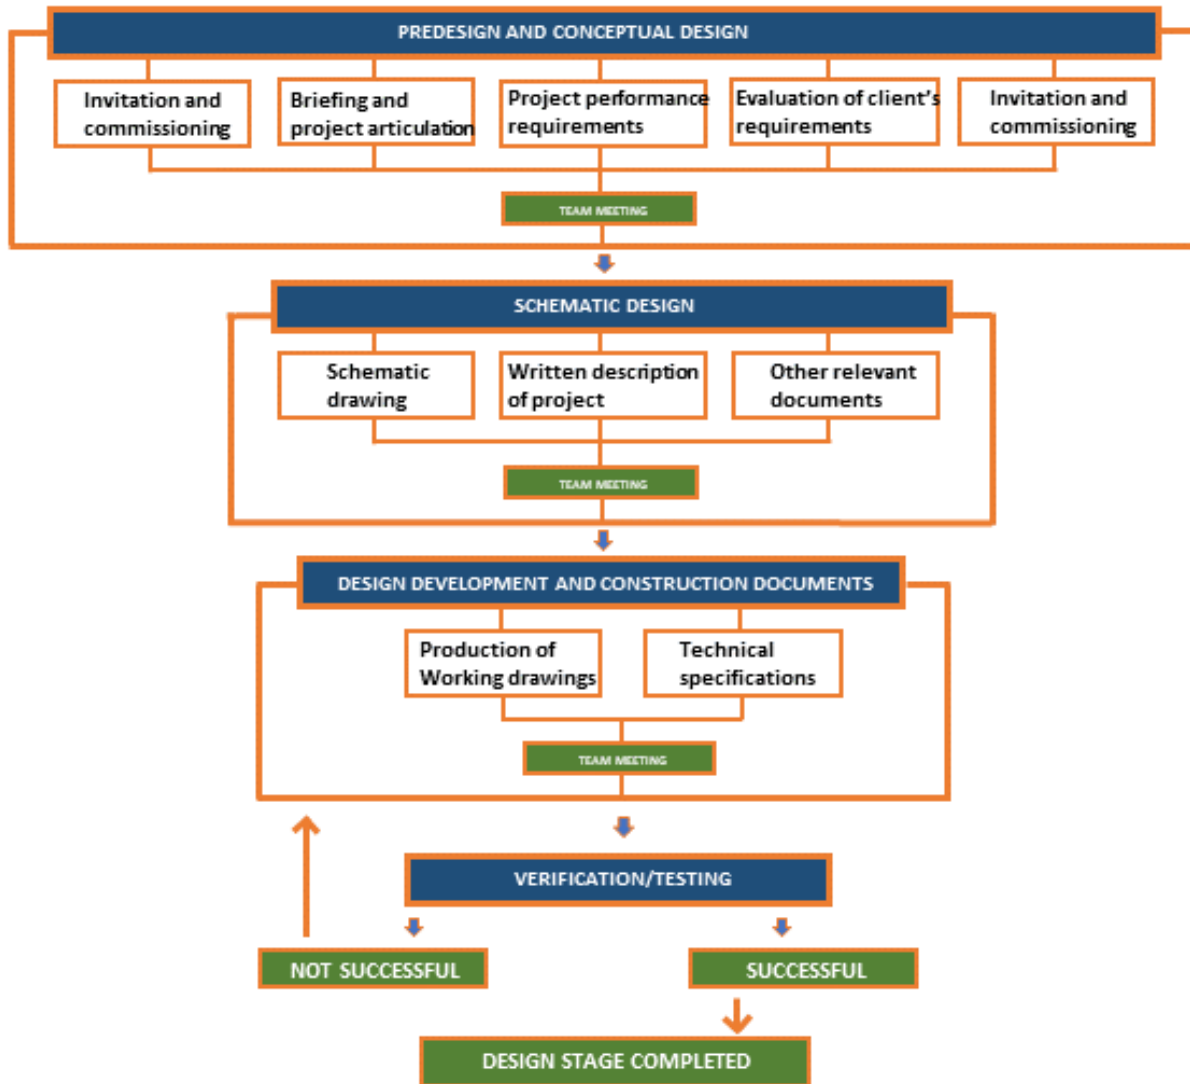 PREDESIGN AND CONCEPTUAL DESIGN
Invitation and
commissioning
Briefing and
project articulation
Project performance
requirements
Evaluation of client's
requirements
Invitation and
commissioning
TEAM MEETING
SCHEMATIC DESIGN
Schematic
drawing
Written description
of project
Other relevant
documents
TEAM MEETING
DESIGN DEVELOPMENT AND CONSTRUCTION DOCUMENTS
Production of
Working drawings
Technical
specifications
TEAM MEETING
VERIFICATION/TESTING
NOT SUCCESSFUL
SUCCESSFUL
DESIGN STAGE COMPLETED